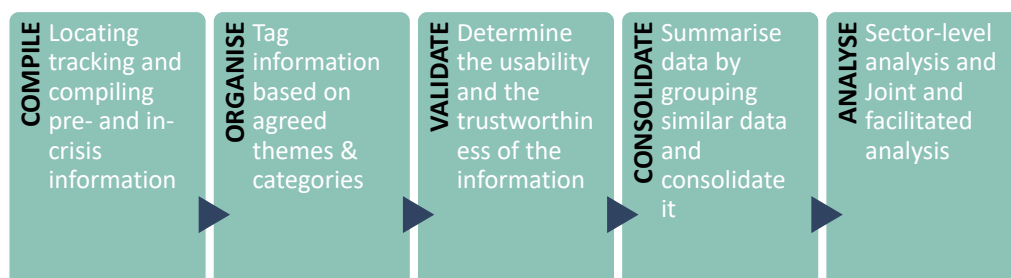 COMPILE
Locating
tracking and
compiling
pre- and in-
crisis
information
ORGANISE
Tag
information
based on
agreed
themes &
categories
VALIDATE
Determine
the usability
and the
trustworthin
ess of the
information
CONSOLIDATE
Summarise
data by
grouping
similar data
and
consolidate
it
ANALYSE
Sector-level
analysis and
Joint and
facilitated
analysis